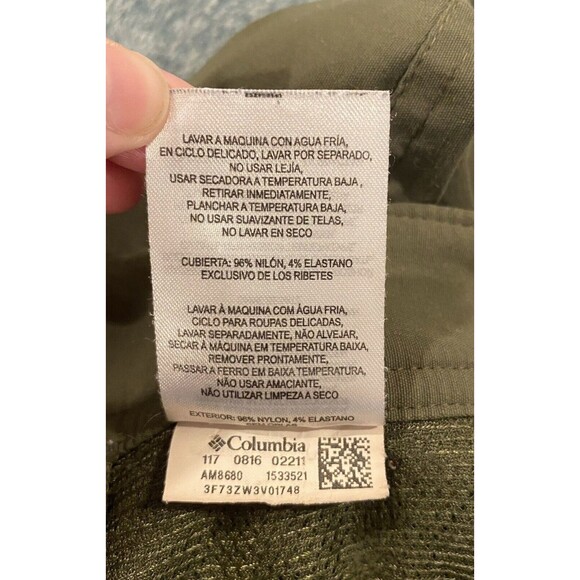 LAVAR A MAQUINA CON AGUA FRÍA,
EN CICLO DELICADO, LAVAR POR SEPARADO,
NO USAR LEJÍA,
USAR SECADORA A TEMPERATURA BAJA ,
RETIRAR INMEDIATAMENTE,
PLANCHAR A TEMPERATURA BAJA,
NO USAR SUAVIZANTE DE TELAS,
NO LAVAR EN SECO
CUBIERTA: 96% NILÓN, 4% ELASTANO
EXCLUSIVO DE LOS RIBETES
LAVAR À MAQUINA COM ÁGUA FRIA,
CICLO PARA ROUPAS DELICADAS,
LAVAR SEPARADAMENTE, NÃO ALVEJAR,
SECAR À MÁQUINA EM TEMPERATURA BAIXA,
REMOVER PRONTAMENTE,
PASSAR A FERRO EM BAIXA TEMPERATURA,
NÃO USAR AMACIANTE,
NÃO UTILIZAR LIMPEZA A SECO
EXTERIOR: 96% NYLON, 4% ELASTANO
Columbia
117 0816 02211
AM8680 1533521
3F73ZW3V01748